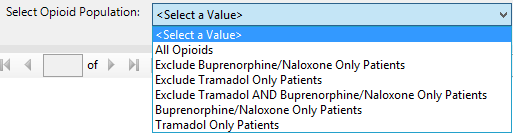 Select Opioid Population: <Select a Value>
<Select a Value>
All Opioids
Exclude Buprenorphine/Naloxone Only Patients
of Exclude Tramadol Only Patients
Exclude Tramadol AND Buprenorphine/Naloxone Only Patients
Buprenorphine/Naloxone Only Patients
Tramadol Only Patients